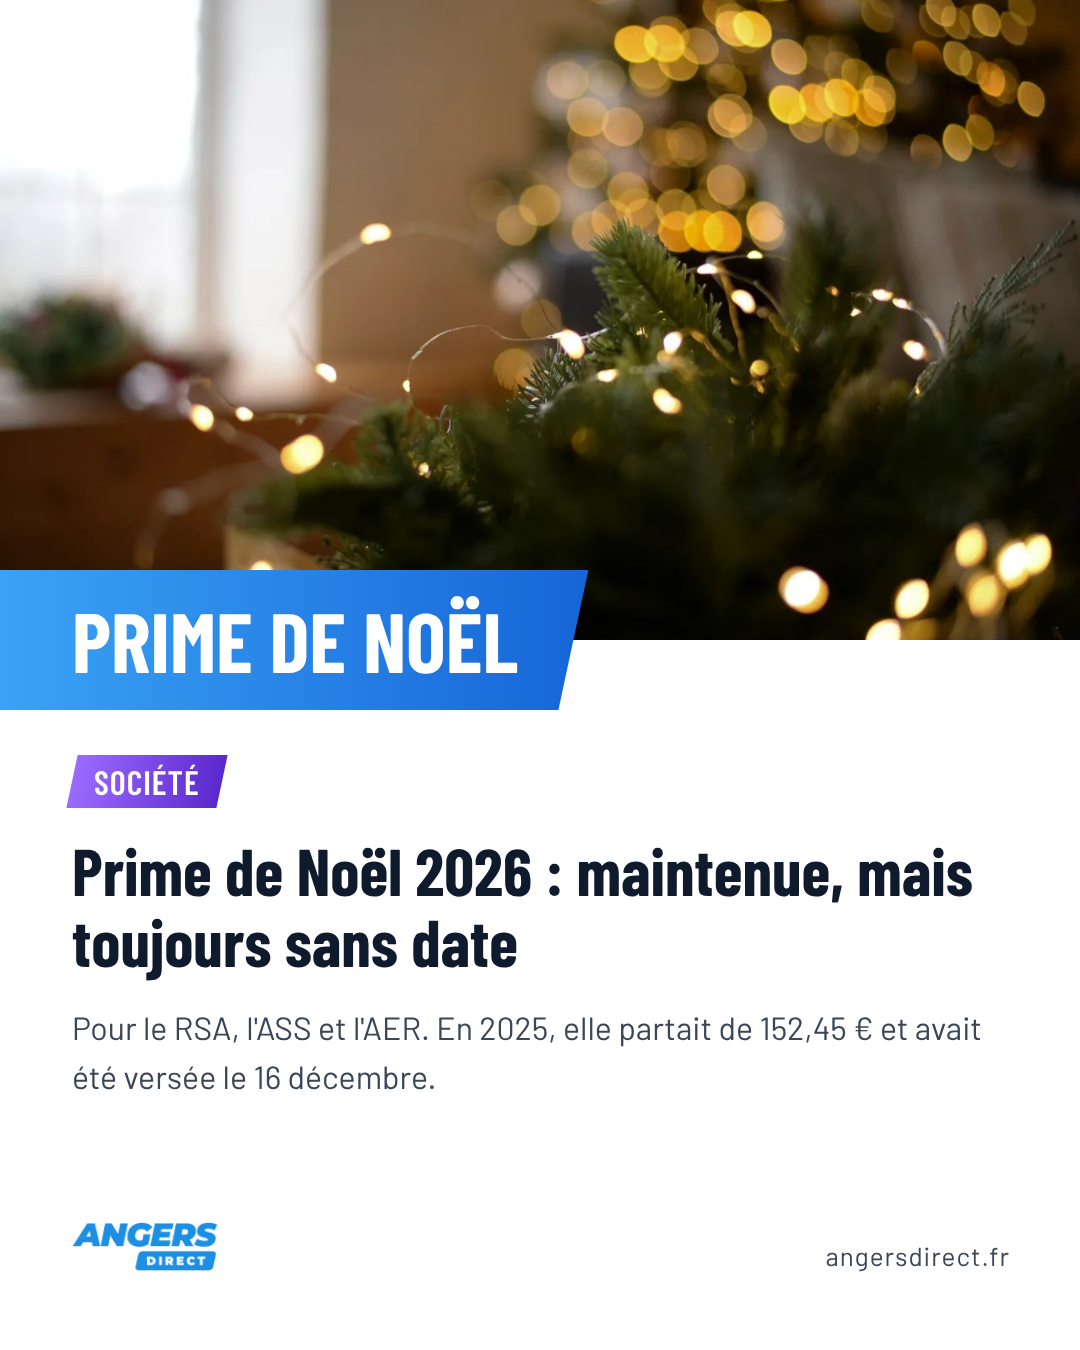 PRIME DE NOËL
SOCIÉTÉ
Prime de Noël 2026 : maintenue, mais
toujours sans date
Pour le RSA, l'ASS et l'AER. En 2025, elle partait de 152,45 € et avait
été versée le 16 décembre.
ANGERS
DIRECT
angersdirect.fr